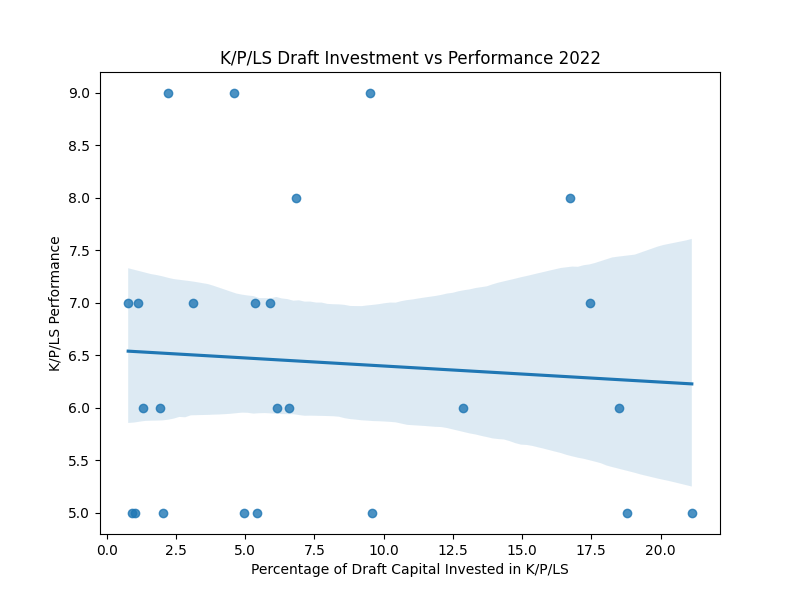 K/P/LS Draft Investment vs Performance 2022
9.0
8.5
8.0
7.5
7.0
6.5
6.0
5.5
5.0
K/P/LS Performance
0.0 2.5 5.0 7.5 10.0 12.5 15.0 17.5 20.0
Percentage of Draft Capital Invested in K/P/LS